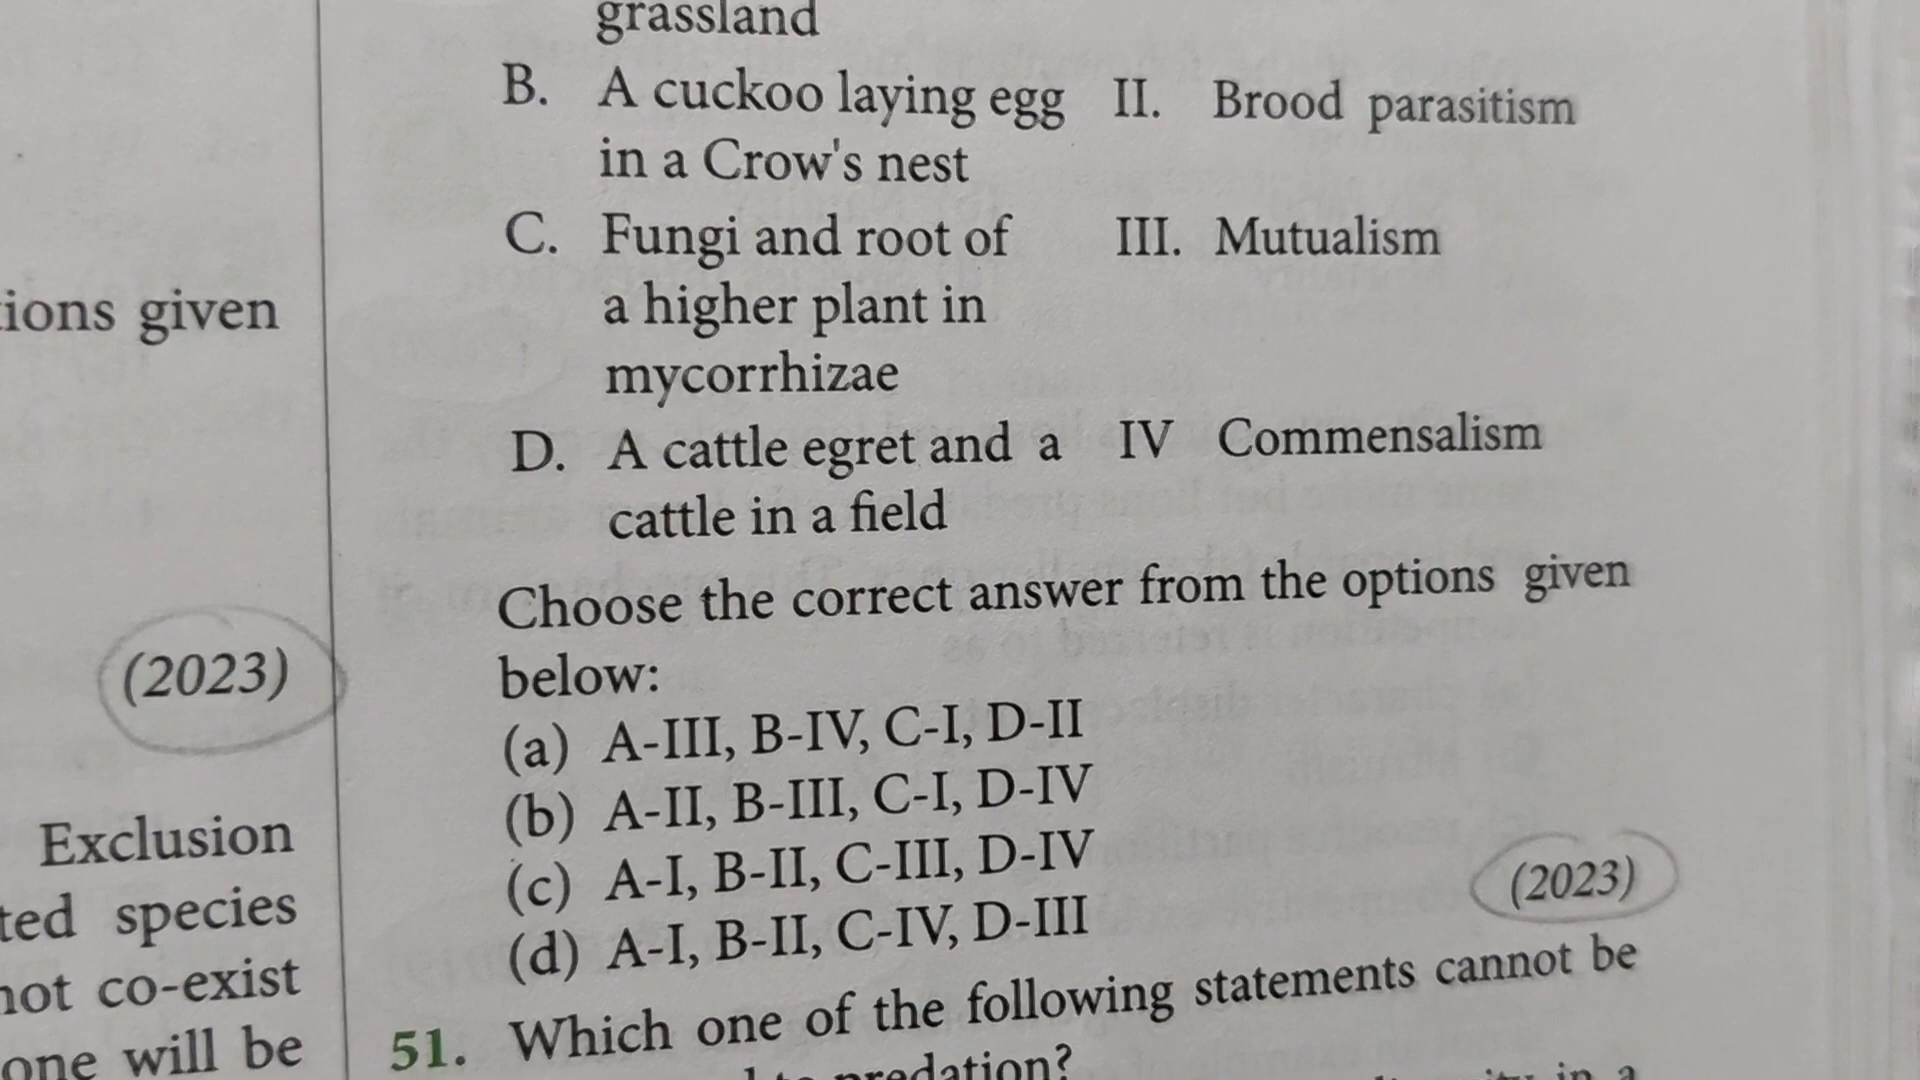 ions given
(2023)
Exclusion
ted species
not co-exist
one will be
grassland
B. A cuckoo laying egg II. Brood parasitism
in a Crow's nest
C. Fungi and root of III. Mutualism
a higher plant in
mycorrhizae
D. A cattle egret and a IV Commensalism
cattle in a field
Choose the correct answer from the options given
below:
(a) A-III, B-IV, C-I, D-II
(b) A-II, B-III, C-I, D-IV
(c) A-I, B-II, C-III, D-IV
(d) A-I, B-II, C-IV, D-III
(2023)
51. Which one of the following statements cannot be
to predation?
in a